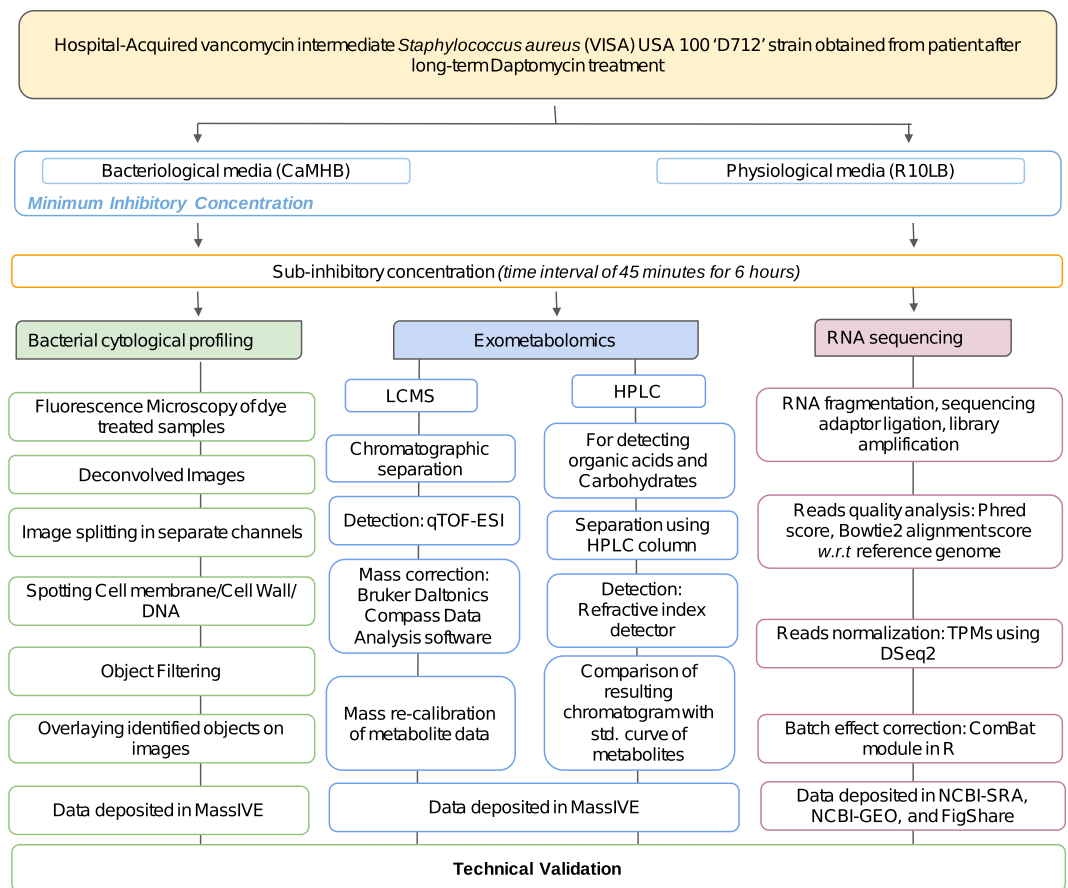 Hospital-Acquired vancomycin intermediate Staphylococcus aureus (VISA) USA 100 ‘D712’ strain obtained from patient after
long-term Daptomycin treatment
Bacteriological media (CaMHB)
Physiological media (R10LB)
Minimum Inhibitory Concentration
Sub-inhibitory concentration (time interval of 45 minutes for 6 hours)
Bacterial cytological profiling
Fluorescence Microscopy of dye
treated samples
Deconvolved Images
Image splitting in separate channels
Spotting Cell membrane/Cell Wall/
DNA
Object Filtering
Overlaying identified objects on
images
Data deposited in MassIVE
Exometabolomics
LCMS
Chromatographic
separation
Detection: qTOF-ESI
Mass correction:
Bruker Daltonics
Compass Data
Analysis software
Mass re-calibration
of metabolite data
HPLC
For detecting
organic acids and
Carbohydrates
Separation using
HPLC column
Detection:
Refractive index
detector
Comparison of
resulting
chromatogram with
std. curve of
metabolites
Data deposited in MassIVE
RNA sequencing
RNA fragmentation, sequencing
adaptor ligation, library
amplification
Reads quality analysis: Phred
score, Bowtie2 alignment score
w.r.t reference genome
Reads normalization: TPMs using
DSeq2
Batch effect correction: ComBat
module in R
Data deposited in NCBI-SRA,
NCBI-GEO, and FigShare
Technical Validation